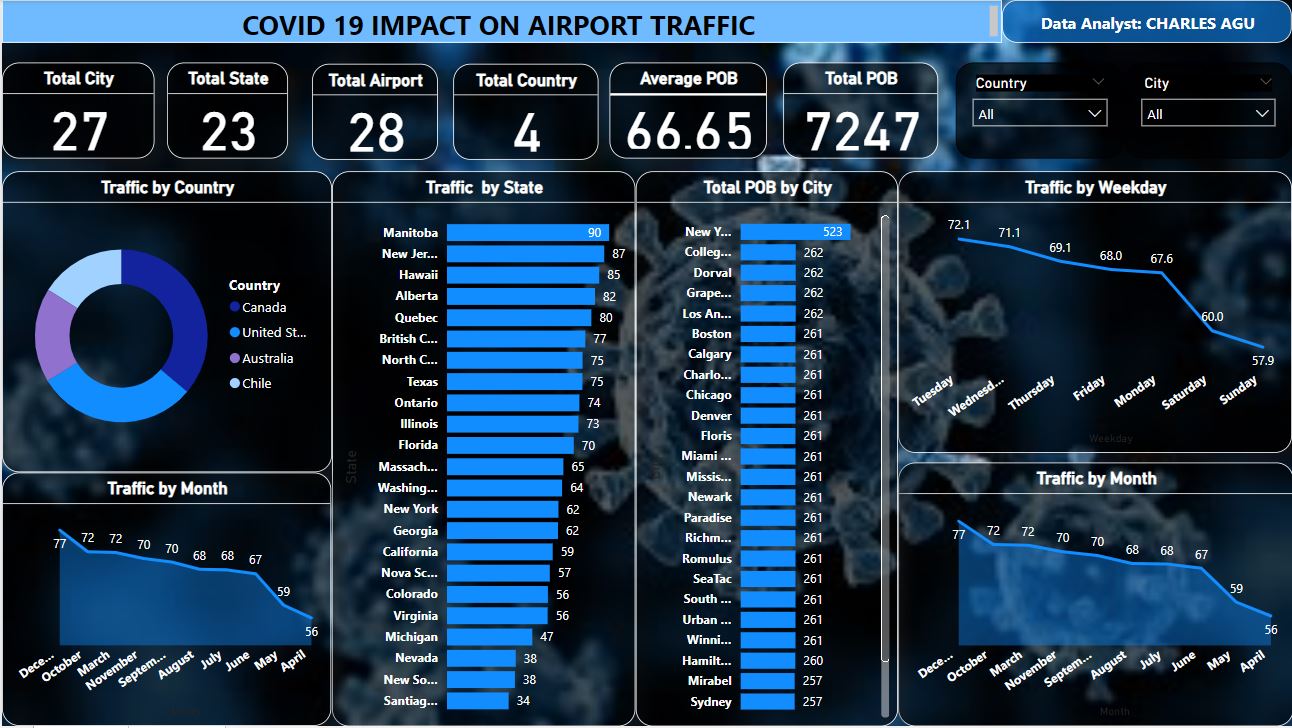 COVID 19 IMPACT ON AIRPORT TRAFFIC
Data Analyst: CHARLES AGU
Total City
27
Total State
23
Total Airport
28
Total Country
4
Average POB
66.65
Total POB
7247
Country
All
City
All
Traffic by Country
Country
Canada
United St...
Australia
Chile
Traffic by State
State
Manitoba 90
New Jer... 87
Hawaii 85
Alberta 82
Quebec 80
British C... 77
North C... 75
Texas 75
Ontario 74
Illinois 73
Florida 70
Massach... 65
Washing... 64
New York 62
Georgia 62
California 59
Nova Sc... 57
Colorado 56
Virginia 56
Michigan 47
Nevada 38
New So... 38
Santiag... 34
Total POB by City
New Y... 523
Colleg... 262
Dorval 262
Grape... 262
Los An... 262
Boston 261
Calgary 261
Charlo... 261
Chicago 261
Denver 261
Floris 261
Miami ... 261
Missis... 261
Newark 261
Paradise 261
Richm... 261
Romulus 261
SeaTac 261
South ... 261
Urban ... 261
Winni... 261
Hamilt... 260
Mirabel 257
Sydney 257
Traffic by Weekday
72.1 71.1 69.1 68.0 67.6 60.0 57.9
Tuesday Wednesd... Thursday Friday Monday Saturday Sunday
Weekday
Traffic by Month
77 72 72 70 70 68 68 67 59 56
Dece... October March November Septem... August July June May April
Traffic by Month
77 72 72 70 70 68 68 67 59 56
Dece... October March November Septem... August July June May April
Month